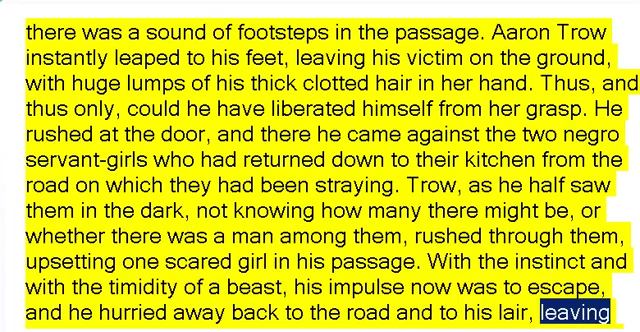 there was a sound of footsteps in the passage. Aaron Trow
instantly leaped to his feet, leaving his victim on the ground,
with huge lumps of his thick clotted hair in her hand. Thus, and
thus only, could he have liberated himself from her grasp. He
rushed at the door, and there he came against the two negro
servant-girls who had returned down to their kitchen from the
road on which they had been straying. Trow, as he half saw
them in the dark, not knowing how many there might be, or
whether there was a man among them, rushed through them,
upsetting one scared girl in his passage. With the instinct and
with the timidity of a beast, his impulse now was to escape,
and he hurried away back to the road and to his lair, leaving